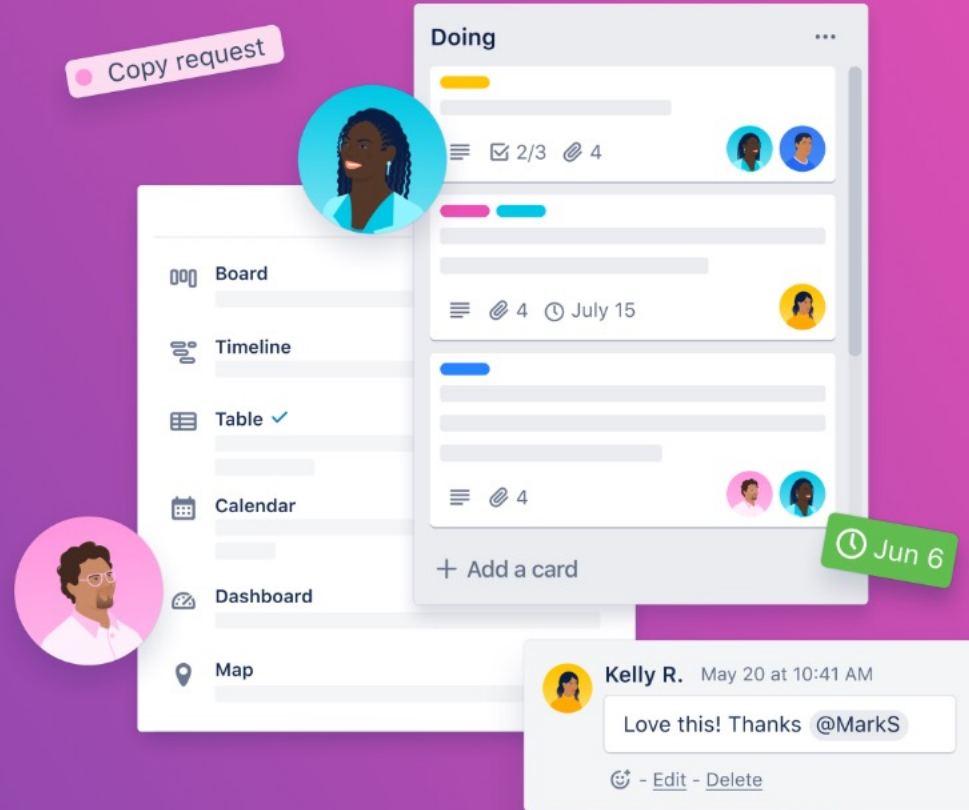 Copy request
Doing
2/3 4
4 July 15
4
+ Add a card
Jun 6
Board
Timeline
Table
Calendar
Dashboard
Map
Kelly R. May 20 at 10:41 AM
Love this! Thanks @MarkS
- Edit - Delete